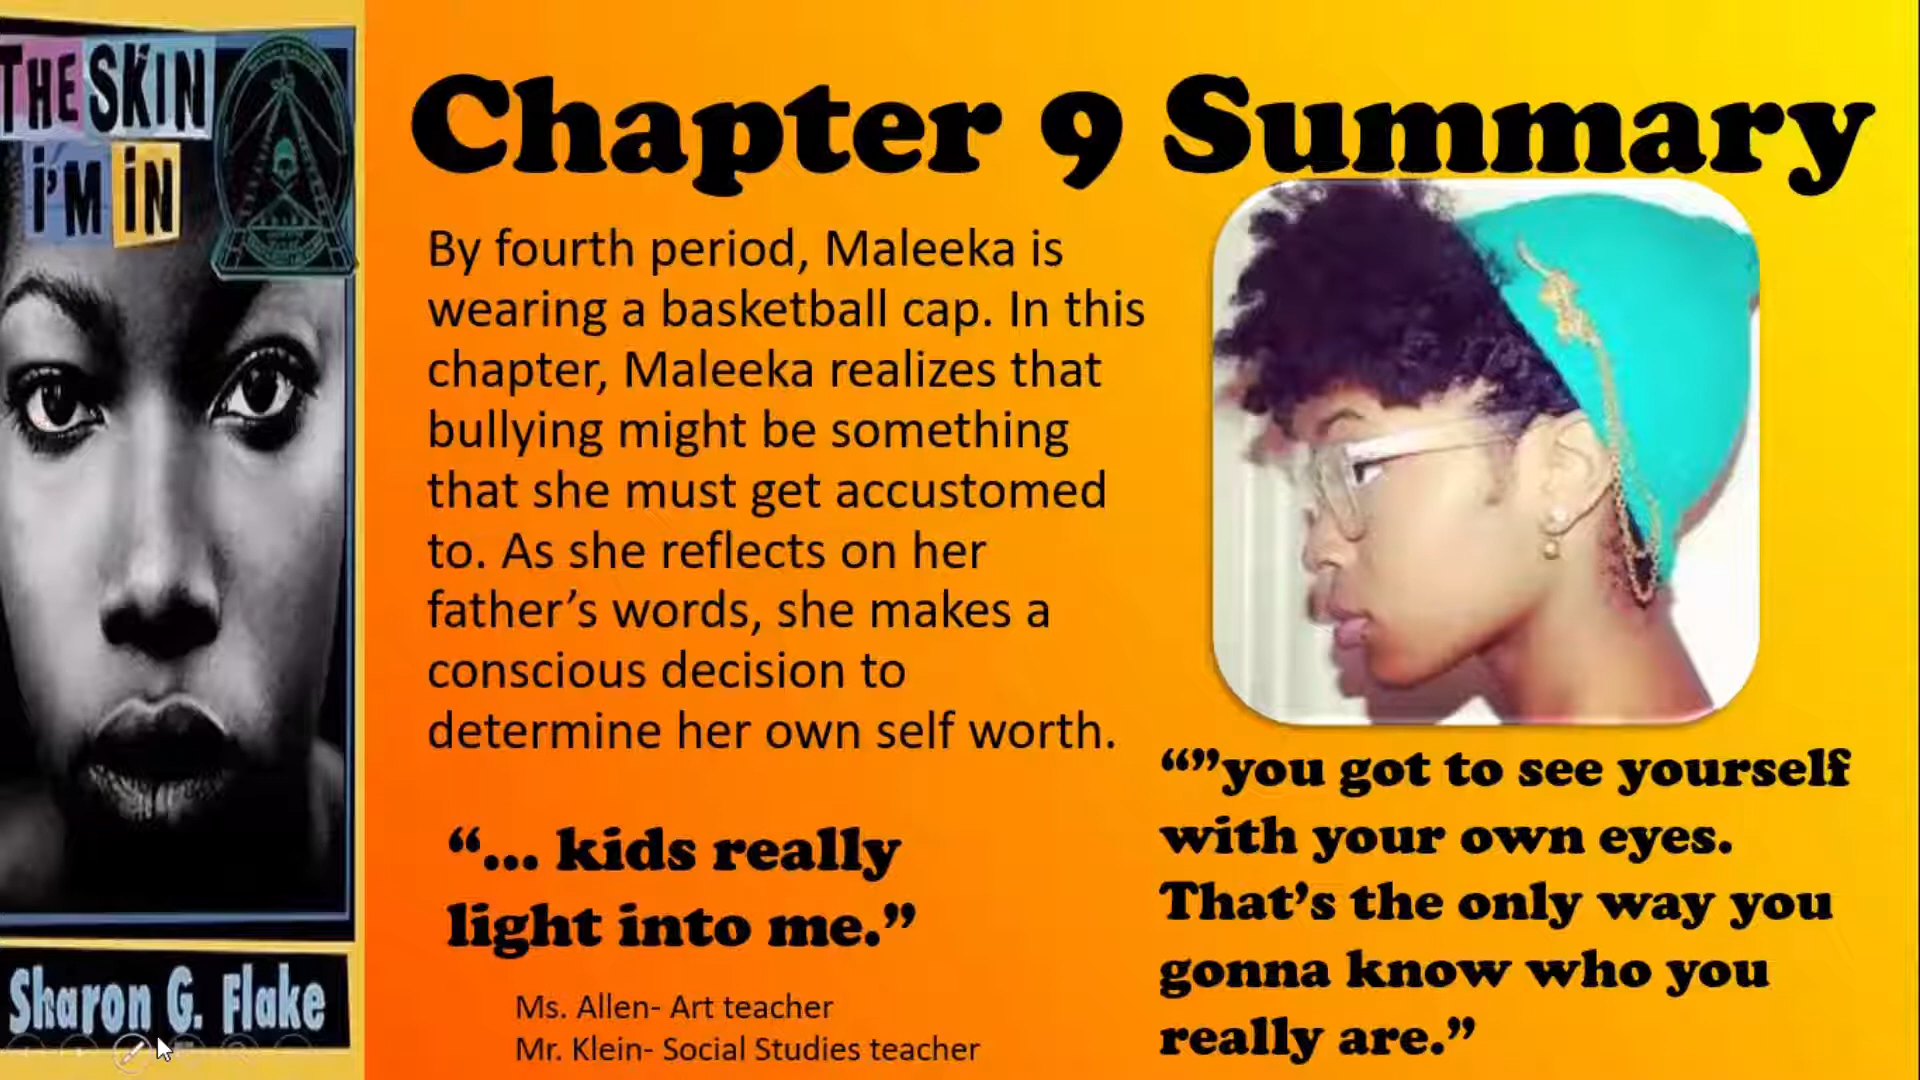 THE SKIN
i'M iN
Chapter 9 Summary
By fourth period, Maleeka is
wearing a basketball cap. In this
chapter, Maleeka realizes that
bullying might be something
that she must get accustomed
to. As she reflects on her
father’s words, she makes a
conscious decision to
determine her own self worth.
“… kids really
light into me.”
Ms. Allen- Art teacher
Mr. Klein- Social Studies teacher
“”you got to see yourself
with your own eyes.
That’s the only way you
gonna know who you
really are.”
Sharon G. Flake